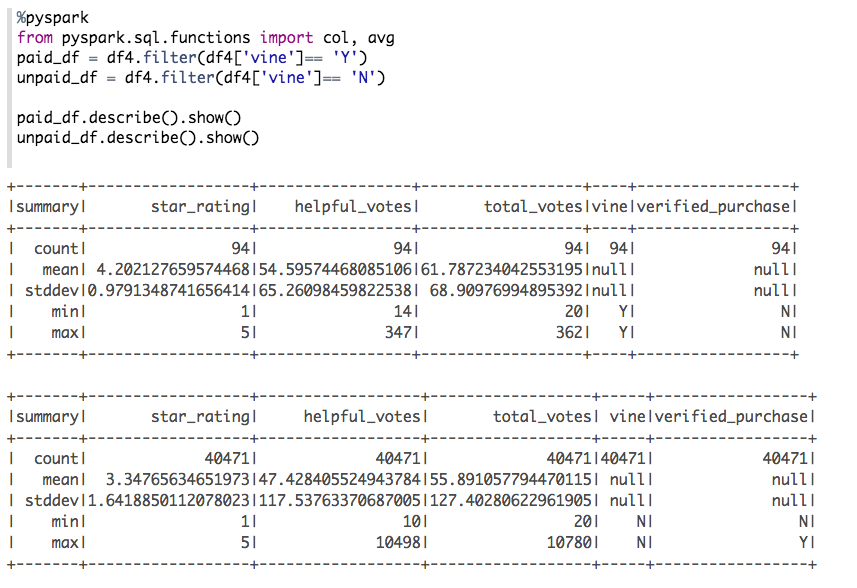 %pyspark
from pyspark.sql.functions import col, avg
paid_df = df4.filter(df4['vine']== 'Y')
unpaid_df = df4.filter(df4['vine']== 'N')
paid_df.describe().show()
unpaid_df.describe().show()
+-------+------------------+-----------------+------------------+----+-----------------+
|summary|       star_rating|    helpful_votes|       total_votes|vine|verified_purchase|
+-------+------------------+-----------------+------------------+----+-----------------+
|  count|                94|               94|                94|  94|               94|
|   mean| 4.202127659574468|54.59574468085106|61.787234042553195|null|             null|
| stddev|0.9791348741656414|65.26098459822538| 68.90976994895392|null|             null|
|    min|                 1|               14|                20|   Y|                N|
|    max|                 5|              347|               362|   Y|                N|
+-------+------------------+-----------------+------------------+----+-----------------+
+-------+------------------+------------------+------------------+-----+-----------------+
|summary|       star_rating|     helpful_votes|       total_votes| vine|verified_purchase|
+-------+------------------+------------------+------------------+-----+-----------------+
|  count|             40471|             40471|             40471|40471|            40471|
|   mean|  3.34765634651973|47.428405524943784|55.891057794470115| null|             null|
| stddev|1.6418850112078023|117.53763370687005|127.40280622961905| null|             null|
|    min|                 1|                10|                20|    N|                N|
|    max|                 5|             10498|             10780|    N|                Y|
+-------+------------------+------------------+------------------+-----+-----------------+